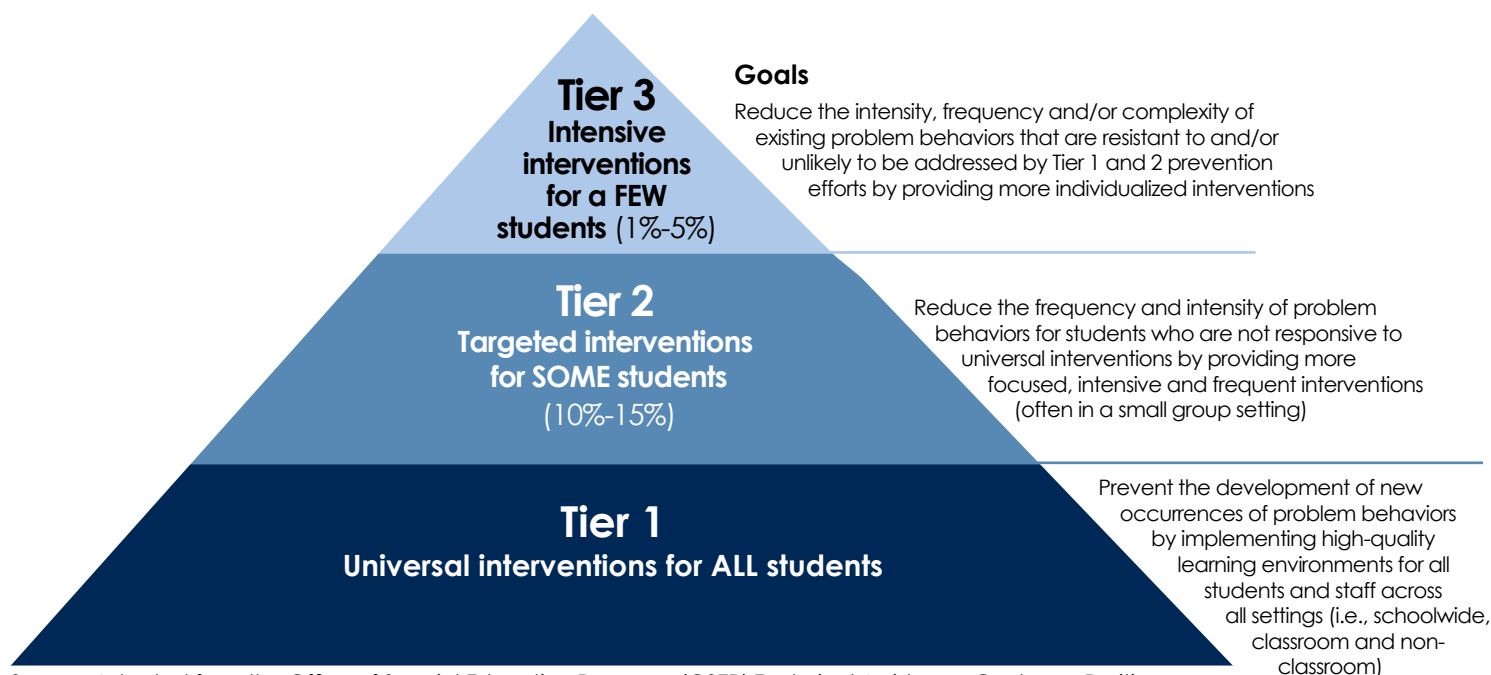 Tier 3
Intensive
interventions
for a FEW
students (1%-5%)
Goals
Reduce the intensity, frequency and/or complexity of
existing problem behaviors that are resistant to and/or
unlikely to be addressed by Tier 1 and 2 prevention
efforts by providing more individualized interventions
Tier 2
Targeted interventions
for SOME students
(10%-15%)
Reduce the frequency and intensity of problem
behaviors for students who are not responsive to
universal interventions by providing more
focused, intensive and frequent interventions
(often in a small group setting)
Tier 1
Universal interventions for ALL students
Prevent the development of new
occurrences of problem behaviors
by implementing high-quality
learning environments for all
students and staff across
all settings (i.e., schoolwide,
classroom and non-
classroom)